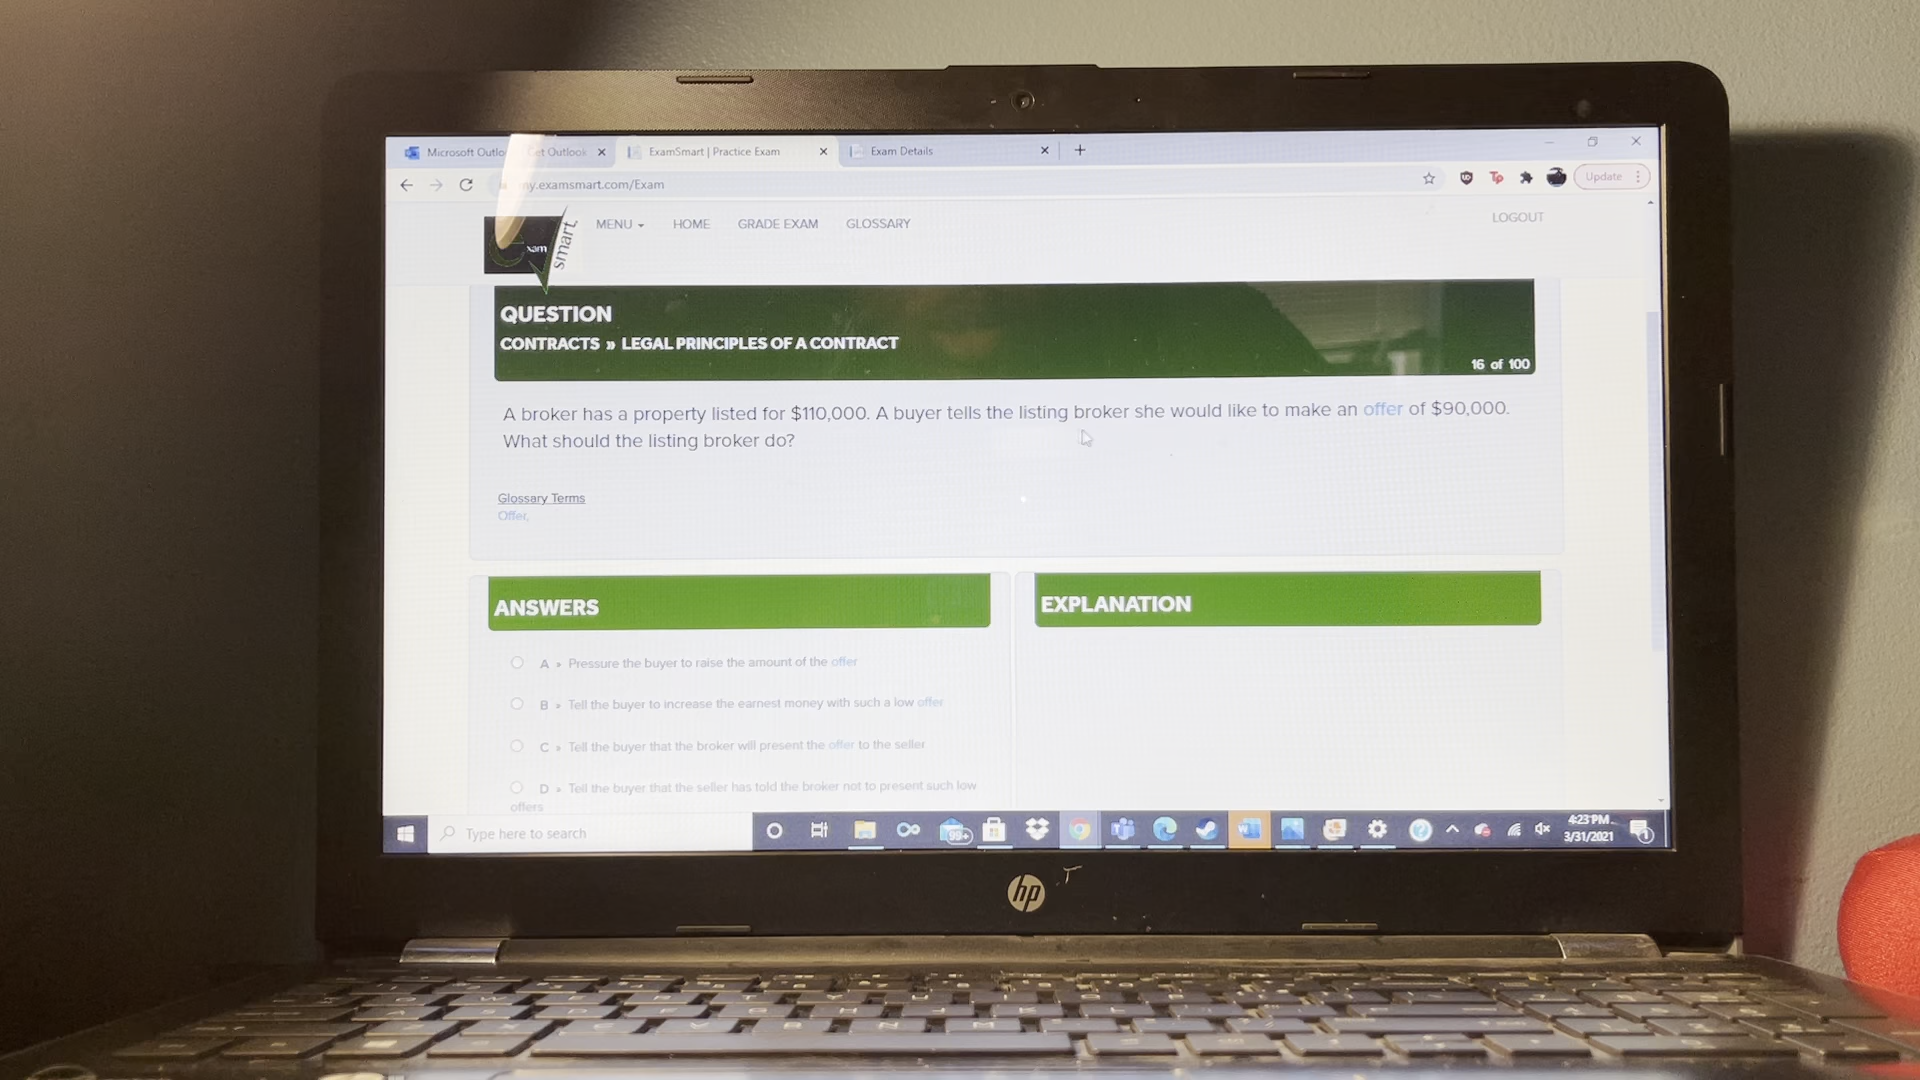 Microsoft Outlo
Get Outlook
ExamSmart | Practice Exam
Exam Details
y.examsmart.com/Exam
Update
xam
smart
MENU
HOME
GRADE EXAM
GLOSSARY
LOGOUT
QUESTION
CONTRACTS » LEGAL PRINCIPLES OF A CONTRACT
16 of 100
A broker has a property listed for $110,000. A buyer tells the listing broker she would like to make an offer of $90,000.
What should the listing broker do?
Glossary Terms
Offer,
ANSWERS
EXPLANATION
A » Pressure the buyer to raise the amount of the offer
B » Tell the buyer to increase the earnest money with such a low offer
C » Tell the buyer that the broker will present the offer to the seller
D » Tell the buyer that the seller has told the broker not to present such low
offers
Type here to search
99+
4:23 PM
3/31/2021
hp